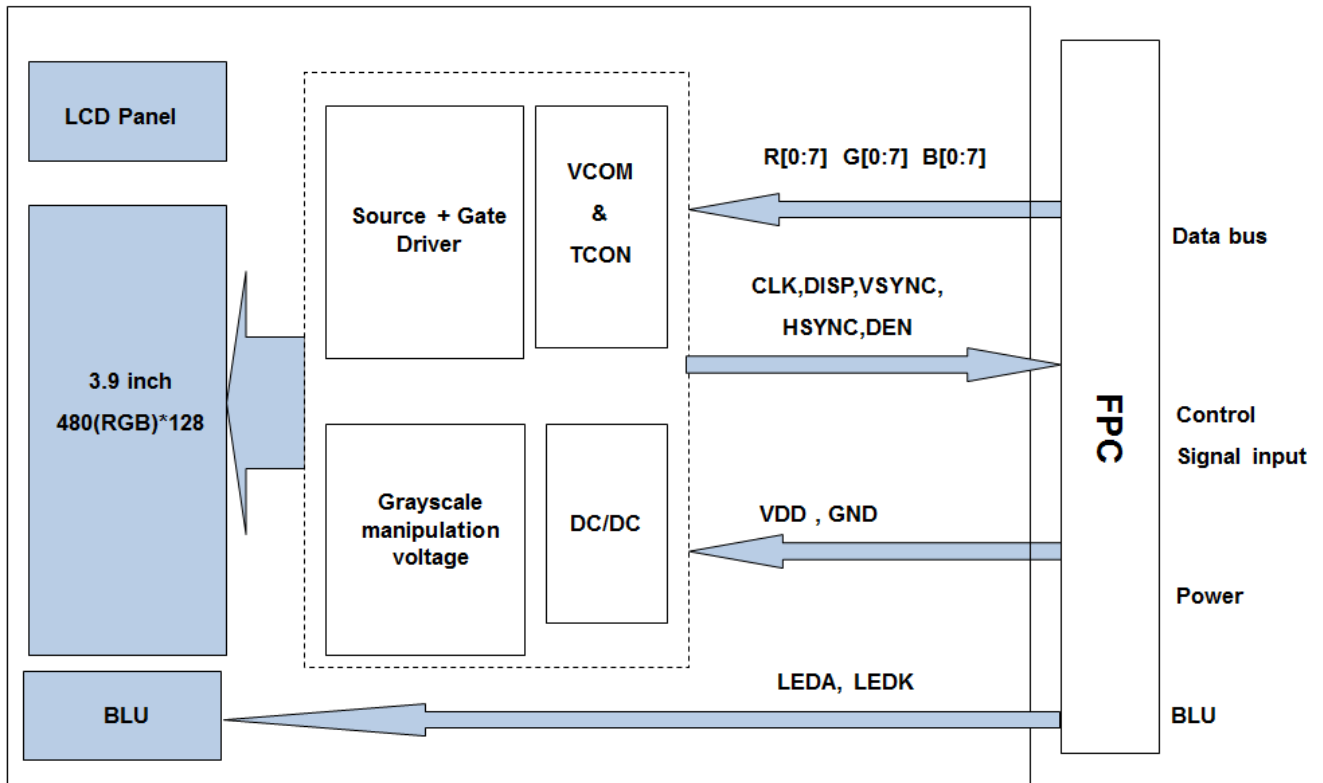 LCD Panel
3.9 inch
480(RGB)*128
BLU
Source + Gate
Driver
VCOM
&
TCON
Grayscale
manipulation
voltage
DC/DC
R[0:7] G[0:7] B[0:7]
CLK,DISP,VSYNC,
HSYNC,DEN
VDD , GND
LEDA, LEDK
FPC
Data bus
Control
Signal input
Power
BLU